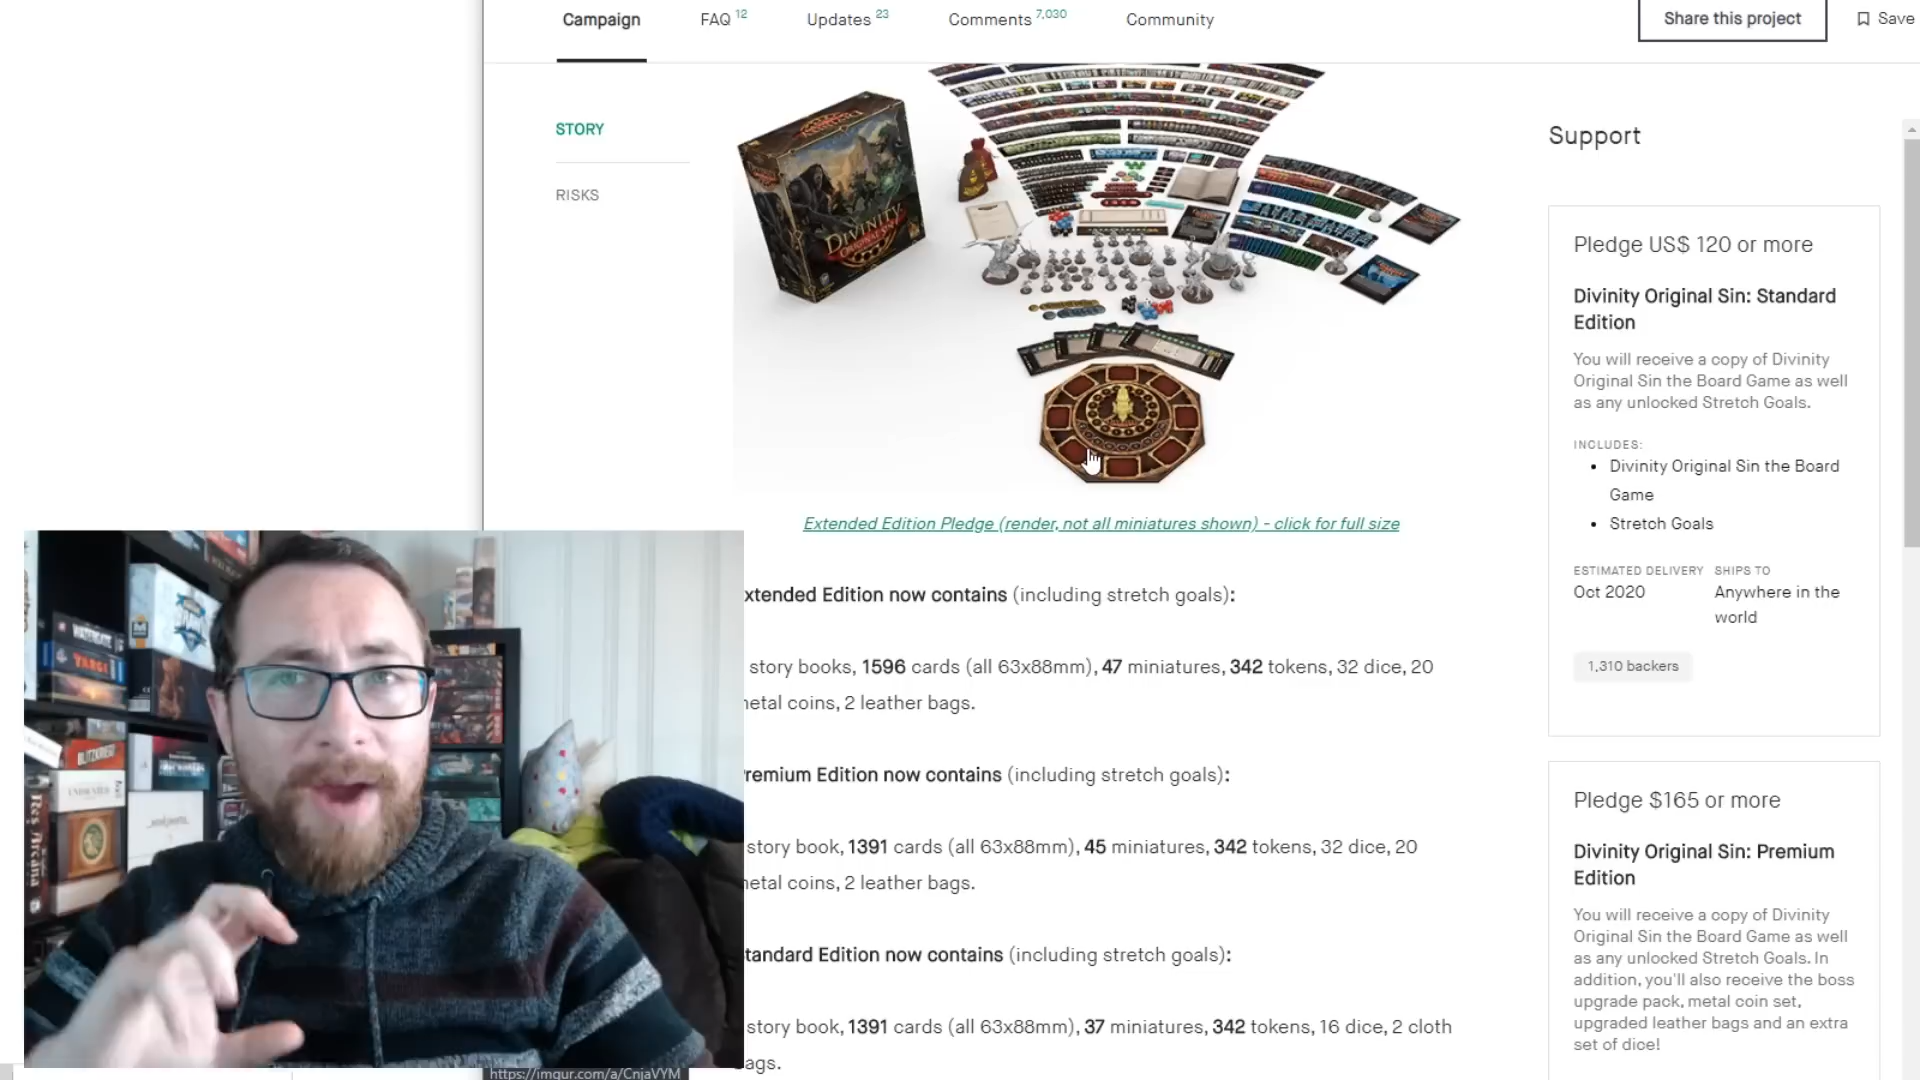 Campaign
FAQ 12
Updates 23
Comments 7,030
Community
Share this project
Save
STORY
RISKS
DIVINITY
ORIGINAL SIN
Extended Edition Pledge (render, not all miniatures shown) - click for full size
xtended Edition now contains (including stretch goals):
story books, 1596 cards (all 63x88mm), 47 miniatures, 342 tokens, 32 dice, 20
etal coins, 2 leather bags.
remium Edition now contains (including stretch goals):
story book, 1391 cards (all 63x88mm), 45 miniatures, 342 tokens, 32 dice, 20
etal coins, 2 leather bags.
tandard Edition now contains (including stretch goals):
story book, 1391 cards (all 63x88mm), 37 miniatures, 342 tokens, 16 dice, 2 cloth
ags.
Support
Pledge US$ 120 or more
Divinity Original Sin: Standard
Edition
You will receive a copy of Divinity
Original Sin the Board Game as well
as any unlocked Stretch Goals.
INCLUDES:
• Divinity Original Sin the Board
Game
• Stretch Goals
ESTIMATED DELIVERY
Oct 2020
SHIPS TO
Anywhere in the
world
1,310 backers
Pledge $165 or more
Divinity Original Sin: Premium
Edition
You will receive a copy of Divinity
Original Sin the Board Game as well
as any unlocked Stretch Goals. In
addition, you'll also receive the boss
upgrade pack, metal coin set,
upgraded leather bags and an extra
set of dice!
WATERGATE
TARGI
BLITZKRIEG
UNDAUNTED
Res Arcana
https://imgur.com/a/CnjaVYM